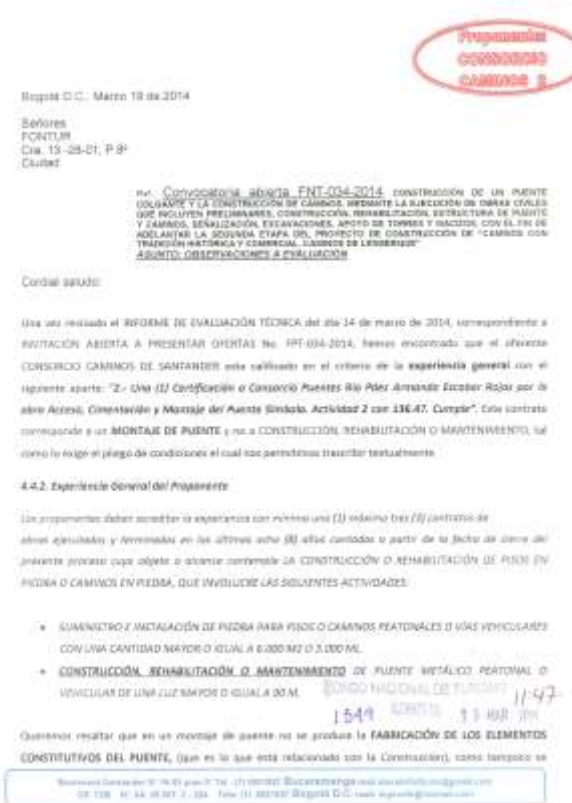 Proponente:
CONSORCIO
CAMINOS 2
Bogotá D.C., Marzo 19 de 2014
Señores
FONTUR
Cra. 13 -28-01, P 8º
Ciudad
Ref. Convocatoria abierta FNT-034-2014 CONSTRUCCIÓN DE UN PUENTE
COLGANTE Y LA CONSTRUCCIÓN DE CAMINOS, MEDIANTE LA EJECUCIÓN DE OBRAS CIVILES
QUE INCLUYEN PRELIMINARES, CONSTRUCCIÓN, REHABILITACIÓN, ESTRUCTURA DE PUENTE
Y CAMINOS, SEÑALIZACIÓN, EXCAVACIONES, APOYO DE TORRES Y MACIZOS, CON EL FIN DE
ADELANTAR LA SEGUNDA ETAPA DEL PROYECTO DE CONSTRUCCIÓN DE "CAMINOS CON
TRADICIÓN HISTÓRICA Y COMERCIAL. CAMINOS DE LENGERKE"
ASUNTO: OBSERVACIONES A EVALUACIÓN
Cordial saludo:
Una vez revisado el INFORME DE EVALUACIÓN TÉCNICA del día 14 de marzo de 2014, correspondiente a
INVITACIÓN ABIERTA A PRESENTAR OFERTAS No. FPT-034-2014, hemos encontrado que el oferente
CONSORCIO CAMINOS DE SANTANDER esta calificado en el criterio de la experiencia general con el
siguiente aparte: "2.- Una (1) Certificación a Consorcio Puentes Rio Páez Armando Escobar Rojas por la
obra Acceso, Cimentación y Montaje del Puente Símbolo. Actividad 2 con 136.47. Cumple". Este contrato
corresponde a un MONTAJE DE PUENTE y no a CONSTRUCCIÓN, REHABILITACIÓN O MANTENIMIENTO, tal
como lo exige el pliego de condiciones el cual nos permitimos transcribir textualmente.
4.4.2. Experiencia General del Proponente
Los proponentes deben acreditar la experiencia con mínimo una (1) máximo tres (3) contratos de
obras ejecutados y terminados en los últimos ocho (8) años contados a partir de la fecha de cierre del
presente proceso cuyo objeto o alcance contemple LA CONSTRUCCIÓN O REHABILITACIÓN DE PISOS EN
PIEDRA O CAMINOS EN PIEDRA, QUE INVOLUCRE LAS SIGUIENTES ACTIVIDADES:
• SUMINISTRO E INSTALACIÓN DE PIEDRA PARA PISOS O CAMINOS PEATONALES O VÍAS VEHICULARES
CON UNA CANTIDAD MAYOR O IGUAL A 6.000 M2 O 3.000 ML.
• CONSTRUCCIÓN, REHABILITACIÓN O MANTENIMIENTO DE PUENTE METÁLICO PEATONAL O
VEHICULAR DE UNA LUZ MAYOR O IGUAL A 90 M.
FONDO NACIONAL DE TURISMO 11:47
1549 19 MAR 2014
Queremos resaltar que en un montaje de puente no se produce la FABRICACIÓN DE LOS ELEMENTOS
CONSTITUTIVOS DEL PUENTE, (que es lo que esta relacionado con la Construcción), como tampoco se
Bucaramanga
Bogotá D.C.